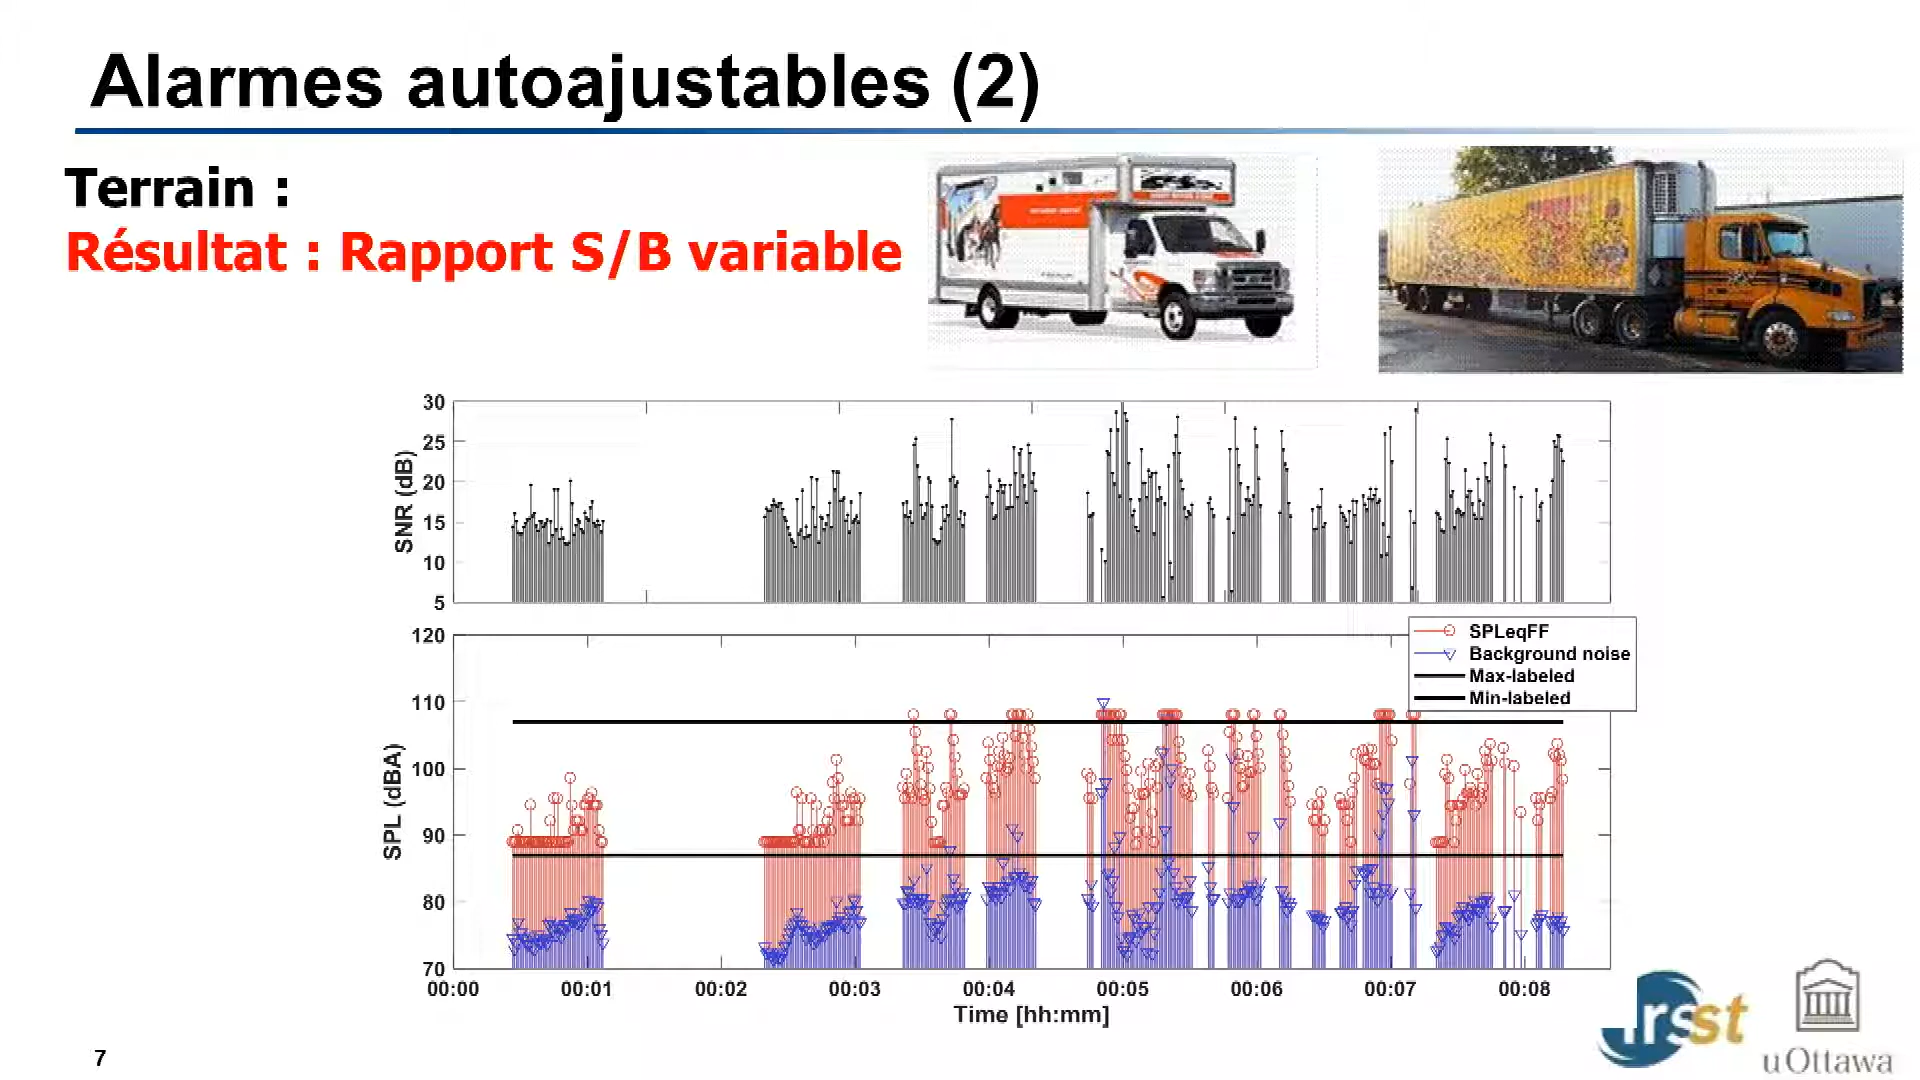 Alarmes autoajustables (2)
Terrain :
Résultat : Rapport S/B variable
30
25
20
15
10
5
SNR (dB)
120
110
100
90
80
70
SPL (dBA)
SPLeqFF
Background noise
Max-labeled
Min-labeled
00:00 00:01 00:02 00:03 00:04 00:05 00:06 00:07 00:08
Time [hh:mm]
irsst
uOttawa
7